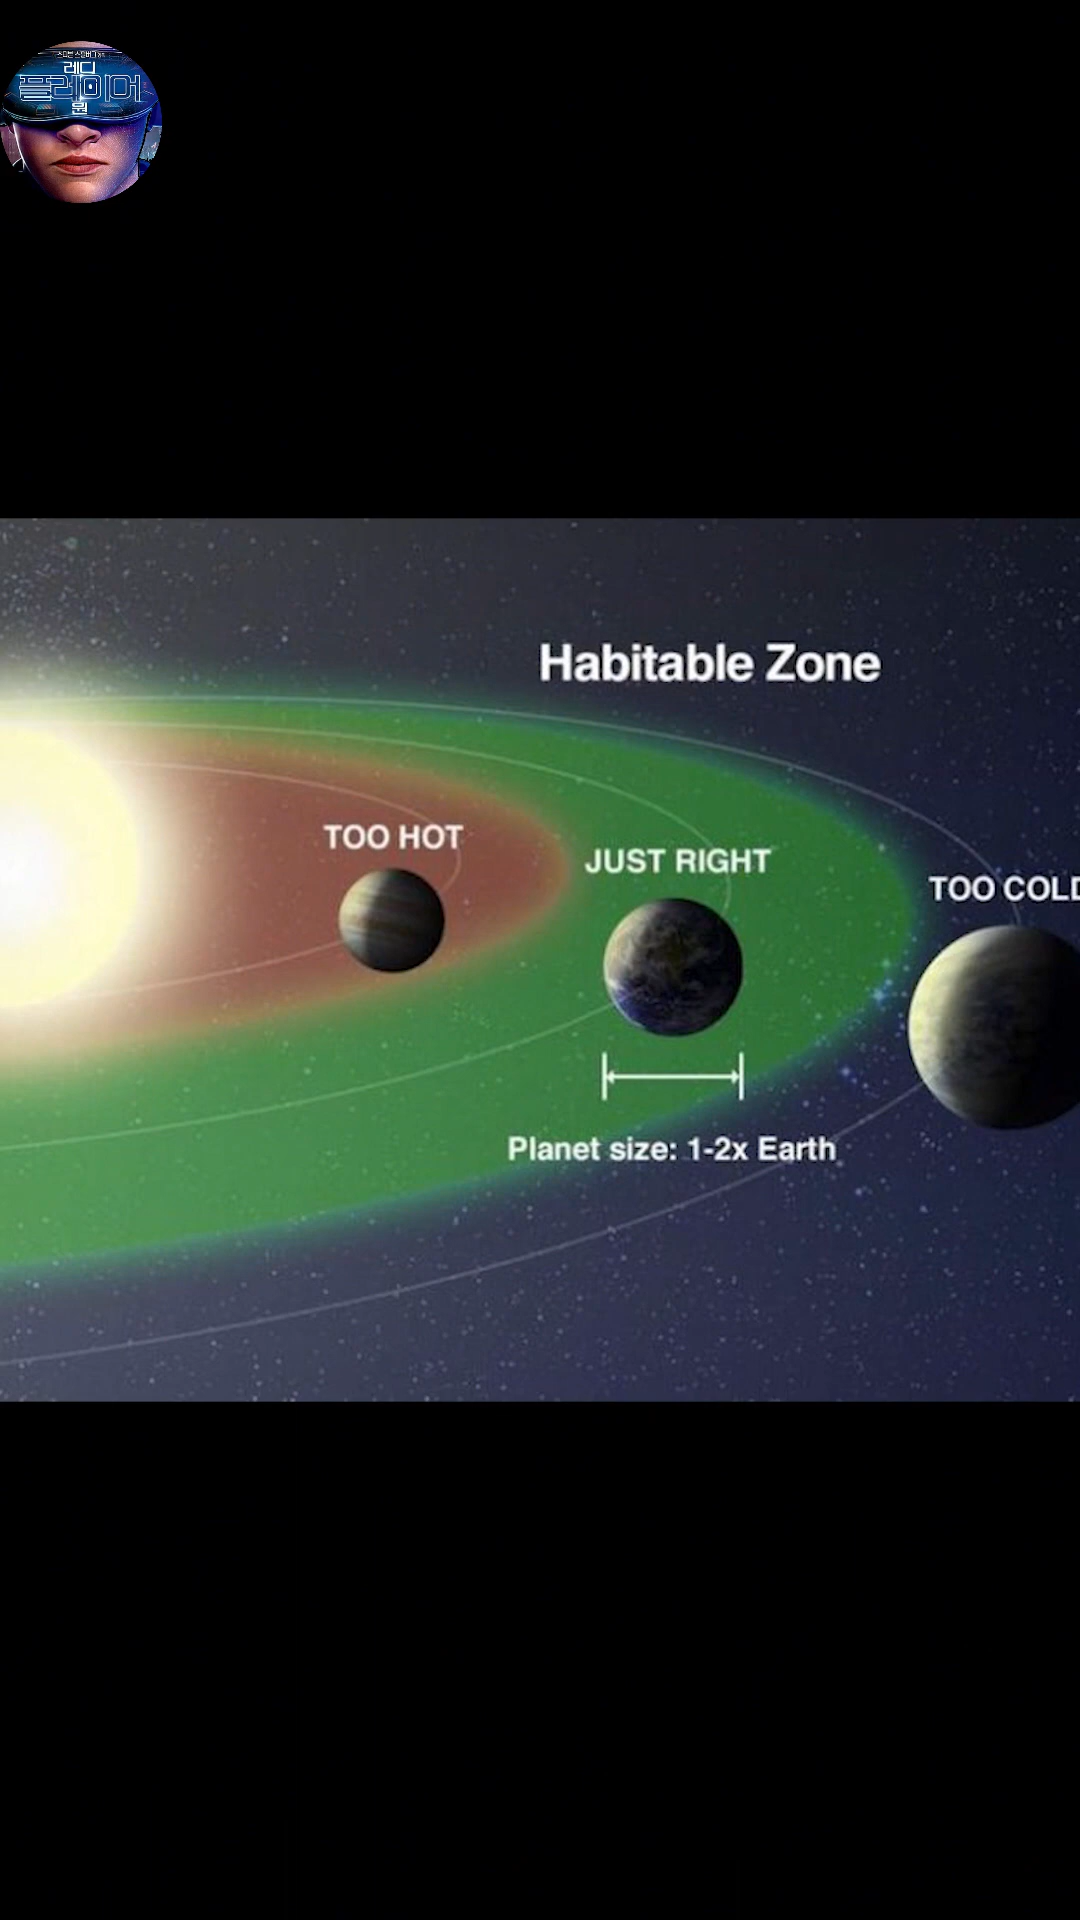 레디
플레이어
원
Habitable Zone
TOO HOT
JUST RIGHT
TOO COLD
Planet size: 1-2x Earth